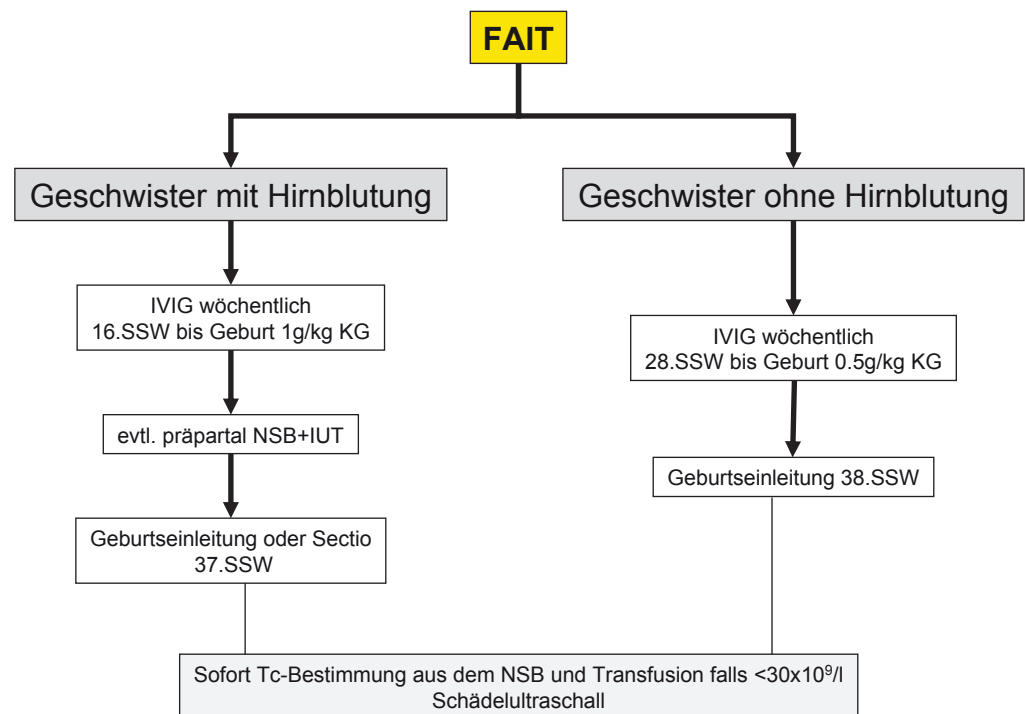 FAIT
Geschwister mit Hirnblutung
IVIG wöchentlich
16.SSW bis Geburt 1g/kg KG
evtl. präpartal NSB+IUT
Geburtseinleitung oder Sectio
37.SSW
Geschwister ohne Hirnblutung
IVIG wöchentlich
28.SSW bis Geburt 0.5g/kg KG
Geburtseinleitung 38.SSW
Sofort Tc-Bestimmung aus dem NSB und Transfusion falls <30x10⁹/l
Schädelultraschall